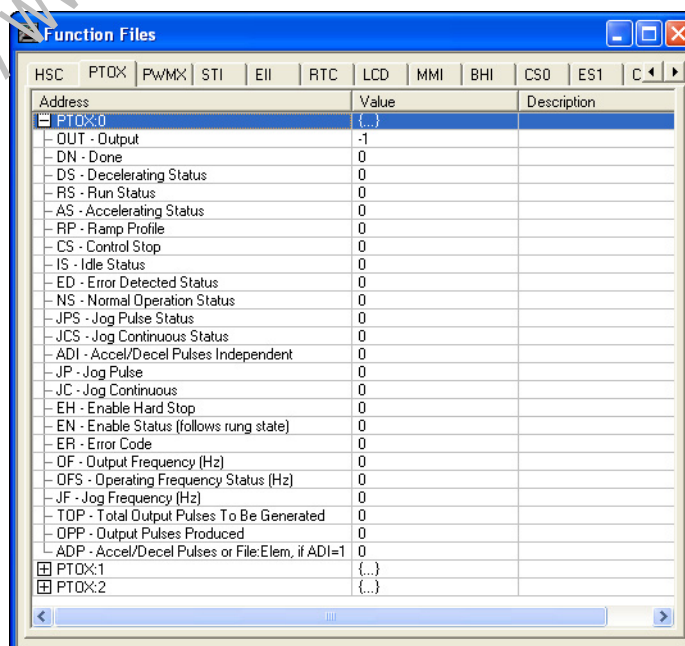 Function Files
HSC PTOX PWMX STI EII RTC LCD MMI BHI CS0 ES1 C
Address Value Description
PTOX:0 {...}
OUT - Output -1
DN - Done 0
DS - Decelerating Status 0
RS - Run Status 0
AS - Accelerating Status 0
RP - Ramp Profile 0
CS - Control Stop 0
IS - Idle Status 0
ED - Error Detected Status 0
NS - Normal Operation Status 0
JPS - Jog Pulse Status 0
JCS - Jog Continuous Status 0
ADI - Accel/Decel Pulses Independent 0
JP - Jog Pulse 0
JC - Jog Continuous 0
EH - Enable Hard Stop 0
EN - Enable Status (follows rung state) 0
ER - Error Code 0
OF - Output Frequency (Hz) 0
OFS - Operating Frequency Status (Hz) 0
JF - Jog Frequency (Hz) 0
TOP - Total Output Pulses To Be Generated 0
OPP - Output Pulses Produced 0
ADP - Accel/Decel Pulses or File:Elem, if ADI=1 0
PTOX:1 {...}
PTOX:2 {...}